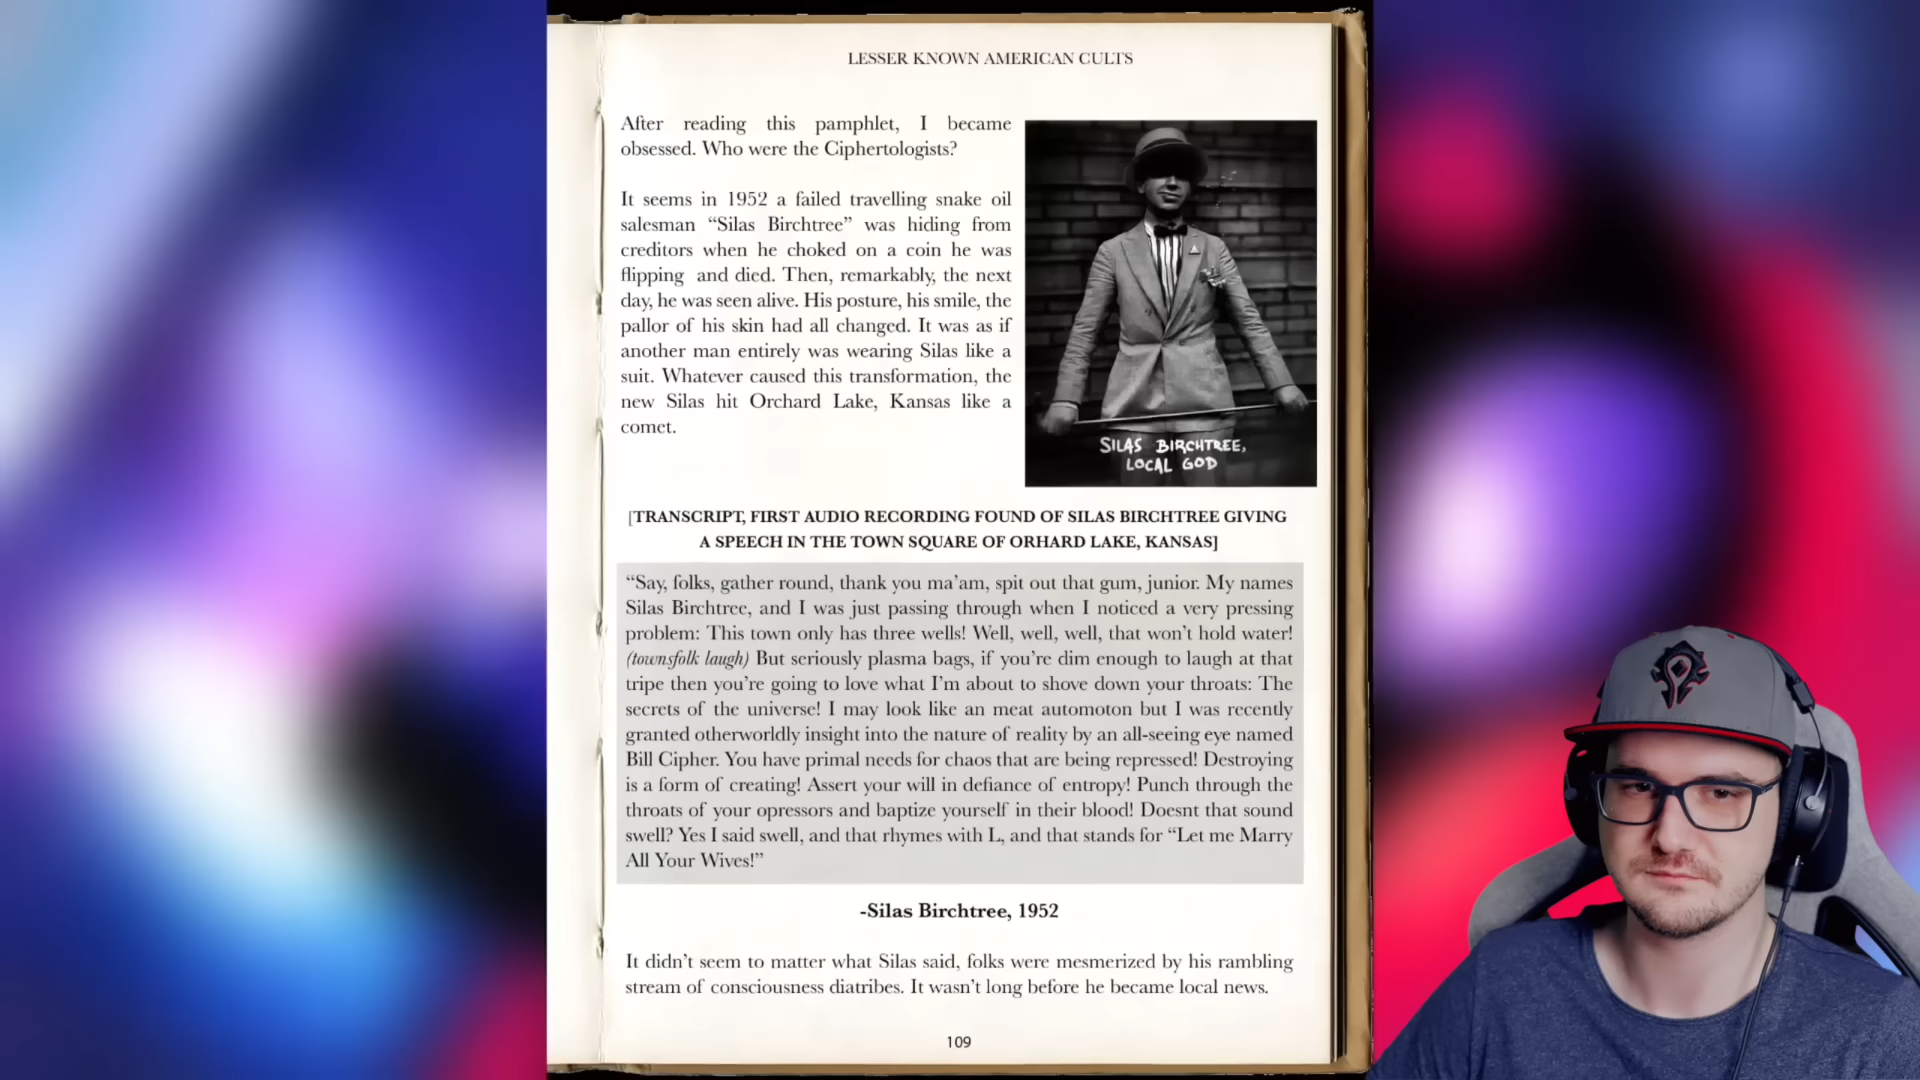 LESSER KNOWN AMERICAN CULTS
After reading this pamphlet, I became
obsessed. Who were the Ciphertologists?
It seems in 1952 a failed travelling snake oil
salesman “Silas Birchtree” was hiding from
creditors when he choked on a coin he was
flipping and died. Then, remarkably, the next
day, he was seen alive. His posture, his smile, the
pallor of his skin had all changed. It was as if
another man entirely was wearing Silas like a
suit. Whatever caused this transformation, the
new Silas hit Orchard Lake, Kansas like a
comet.
SILAS BIRCHTREE,
LOCAL GOD
[TRANSCRIPT, FIRST AUDIO RECORDING FOUND OF SILAS BIRCHTREE GIVING
A SPEECH IN THE TOWN SQUARE OF ORHARD LAKE, KANSAS]
“Say, folks, gather round, thank you ma’am, spit out that gum, junior. My names
Silas Birchtree, and I was just passing through when I noticed a very pressing
problem: This town only has three wells! Well, well, well, that won’t hold water!
(townsfolk laugh) But seriously plasma bags, if you’re dim enough to laugh at that
tripe then you’re going to love what I’m about to shove down your throats: The
secrets of the universe! I may look like an meat automoton but I was recently
granted otherworldly insight into the nature of reality by an all-seeing eye named
Bill Cipher. You have primal needs for chaos that are being repressed! Destroying
is a form of creating! Assert your will in defiance of entropy! Punch through the
throats of your opressors and baptize yourself in their blood! Doesnt that sound
swell? Yes I said swell, and that rhymes with L, and that stands for “Let me Marry
All Your Wives!”
-Silas Birchtree, 1952
It didn’t seem to matter what Silas said, folks were mesmerized by his rambling
stream of consciousness diatribes. It wasn’t long before he became local news.
109